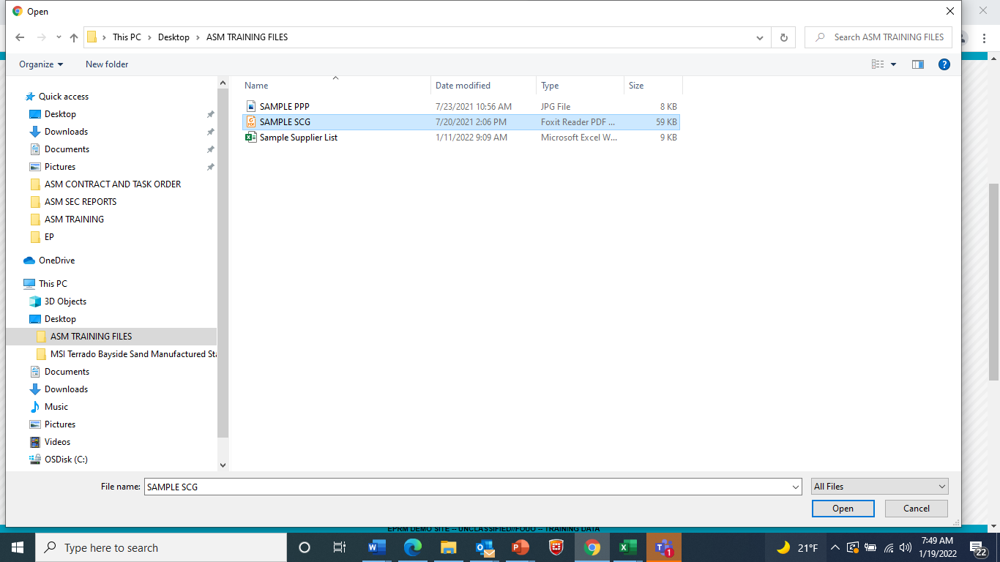 Open
This PC > Desktop > ASM TRAINING FILES
Search ASM TRAINING FILES
Organize
New folder
Quick access
Desktop
Downloads
Documents
Pictures
ASM CONTRACT AND TASK ORDER
ASM SEC REPORTS
ASM TRAINING
EP
OneDrive
This PC
3D Objects
Desktop
ASM TRAINING FILES
MSI Terrado Bayside Sand Manufactured Sta
Documents
Downloads
Music
Pictures
Videos
OSDisk (C:)
Name Date modified Type Size
SAMPLE PPP 7/23/2021 10:56 AM JPG File 8 KB
SAMPLE SCG 7/20/2021 2:06 PM Foxit Reader PDF ... 59 KB
Sample Supplier List 1/11/2022 9:09 AM Microsoft Excel W... 9 KB
File name: SAMPLE SCG
All Files
Open
Cancel
EPRM DEMO SITE -- UNCLASSIFIED//FOUO -- TRAINING DATA
Type here to search
21°F
7:49 AM
1/19/2022
22
1